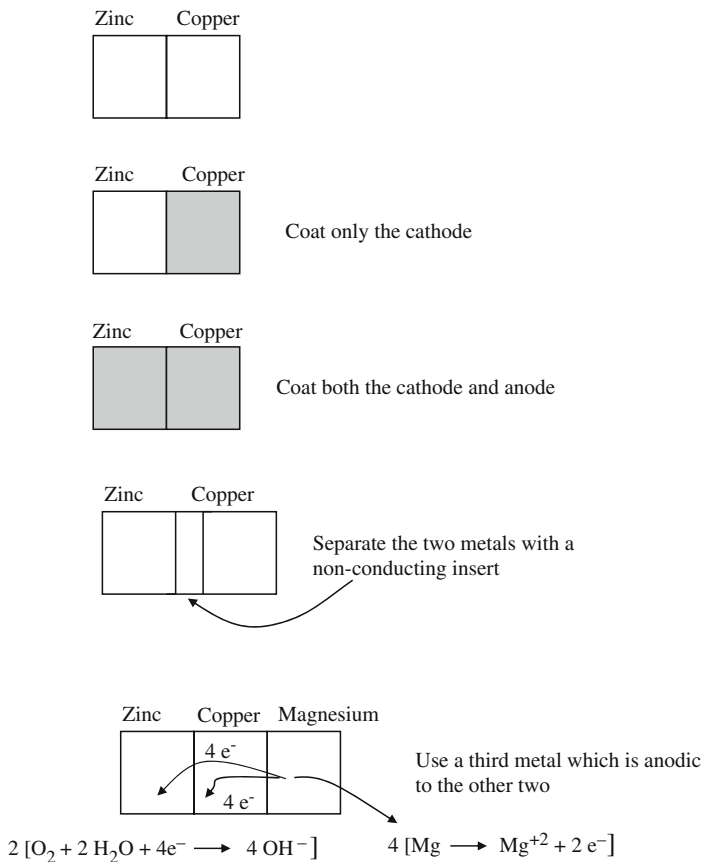 Zinc Copper
Zinc Copper
Coat only the cathode
Zinc Copper
Coat both the cathode and anode
Zinc Copper
Separate the two metals with a
non-conducting insert
Zinc Copper Magnesium
4 e⁻
4 e⁻
Use a third metal which is anodic
to the other two
2 [O₂ + 2 H₂O + 4e⁻ ⟶ 4 OH⁻] 4 [Mg ⟶ Mg⁺² + 2 e⁻]